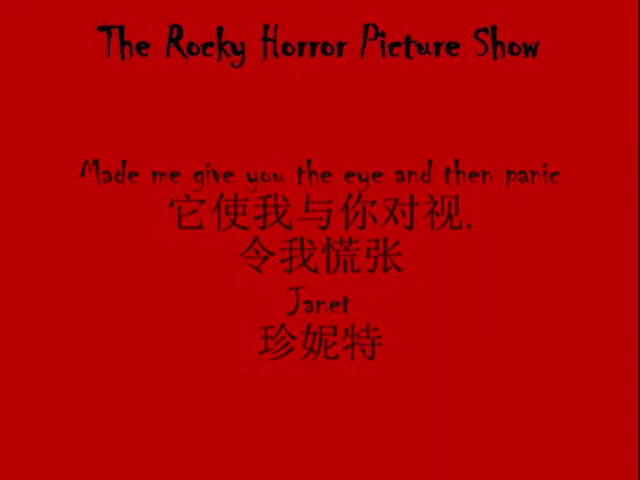 The Rocky Horror Picture Show
Made me give you the eye and then panic
它使我与你对视,
令我慌张
Janet
珍妮特